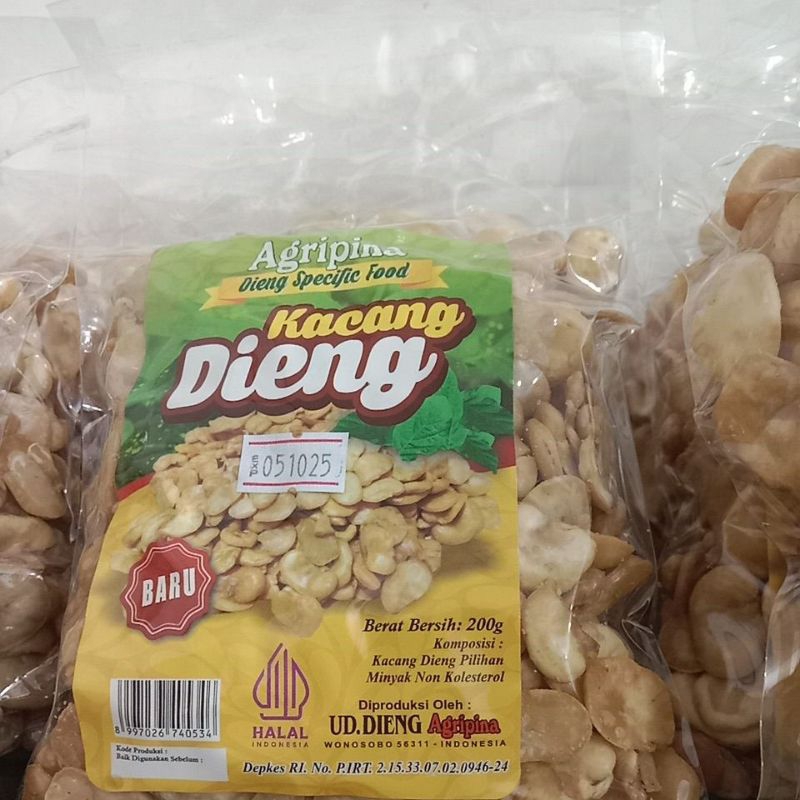 Agripina
Dieng Specific Food
Kacang
Dieng
051025
BARU
Berat Bersih: 200g
Komposisi :
Kacang Dieng Pilihan
Minyak Non Kolesterol
8 997026 740534
HALAL
INDONESIA
Diproduksi Oleh :
UD.DIENG Agripina
WONOSOBO 56311 - INDONESIA
Kode Produksi :
Baik Digunakan Sebelum :
Depkes RI. No. P.IRT. 2.15.33.07.02.0946-24